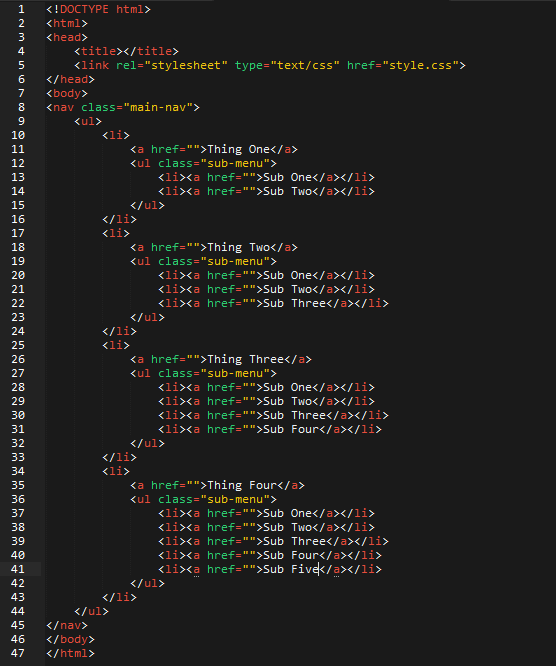 1 <!DOCTYPE html>
2 <html>
3 <head>
4     <title></title>
5     <link rel="stylesheet" type="text/css" href="style.css">
6 </head>
7 <body>
8 <nav class="main-nav">
9     <ul>
10         <li>
11             <a href="">Thing One</a>
12             <ul class="sub-menu">
13                 <li><a href="">Sub One</a></li>
14                 <li><a href="">Sub Two</a></li>
15             </ul>
16         </li>
17         <li>
18             <a href="">Thing Two</a>
19             <ul class="sub-menu">
20                 <li><a href="">Sub One</a></li>
21                 <li><a href="">Sub Two</a></li>
22                 <li><a href="">Sub Three</a></li>
23             </ul>
24         </li>
25         <li>
26             <a href="">Thing Three</a>
27             <ul class="sub-menu">
28                 <li><a href="">Sub One</a></li>
29                 <li><a href="">Sub Two</a></li>
30                 <li><a href="">Sub Three</a></li>
31                 <li><a href="">Sub Four</a></li>
32             </ul>
33         </li>
34         <li>
35             <a href="">Thing Four</a>
36             <ul class="sub-menu">
37                 <li><a href="">Sub One</a></li>
38                 <li><a href="">Sub Two</a></li>
39                 <li><a href="">Sub Three</a></li>
40                 <li><a href="">Sub Four</a></li>
41                 <li><a href="">Sub Five</a></li>
42             </ul>
43         </li>
44     </ul>
45 </nav>
46 </body>
47 </html>